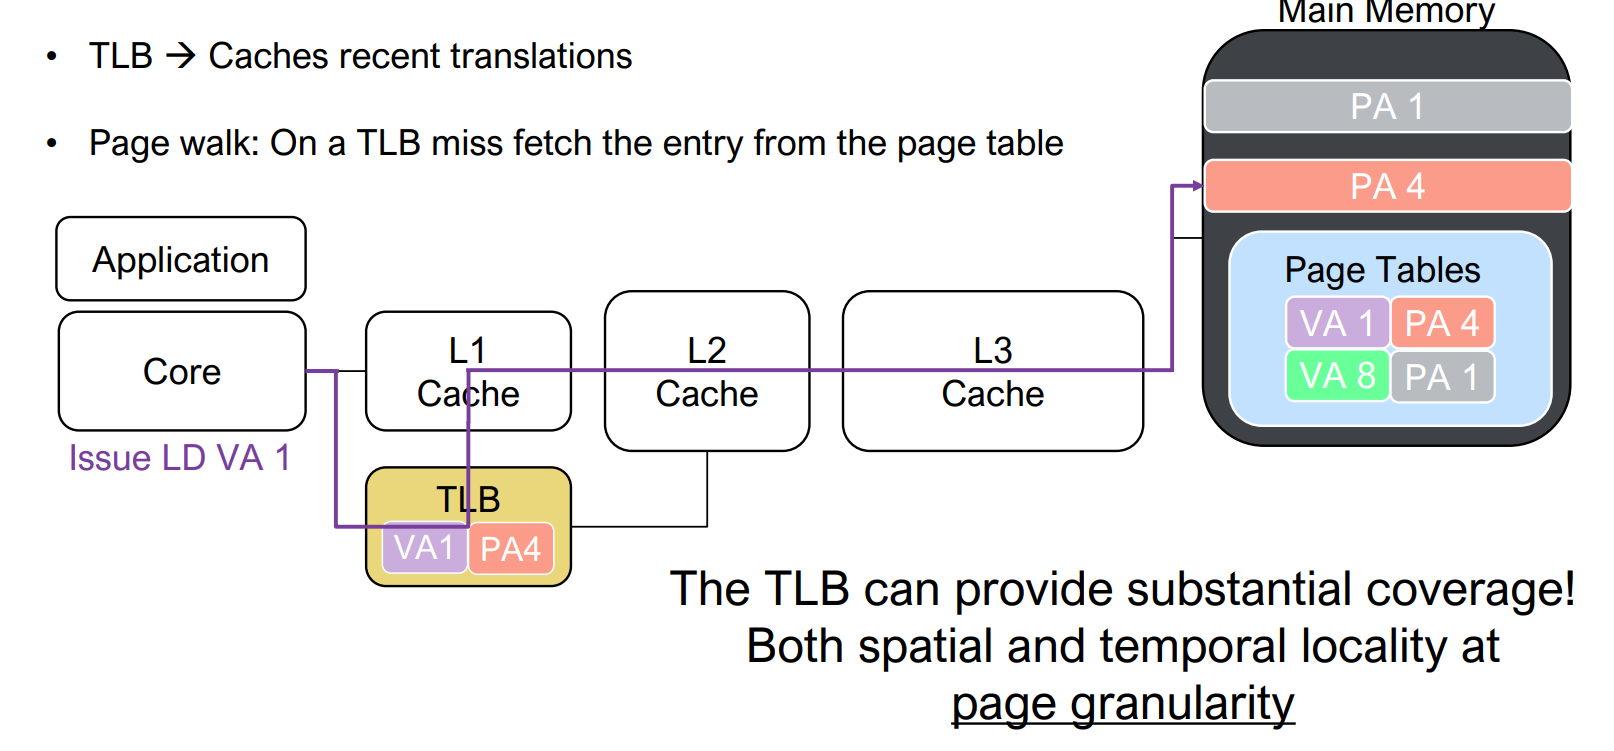 Main Memory
• TLB → Caches recent translations
PA 1
• Page walk: On a TLB miss fetch the entry from the page table
PA 4
Application
Page Tables
VA 1 PA 4
VA 8 PA 1
Core
L1
Cache
L2
Cache
L3
Cache
Issue LD VA 1
TLB
VA1 PA4
The TLB can provide substantial coverage!
Both spatial and temporal locality at
page granularity